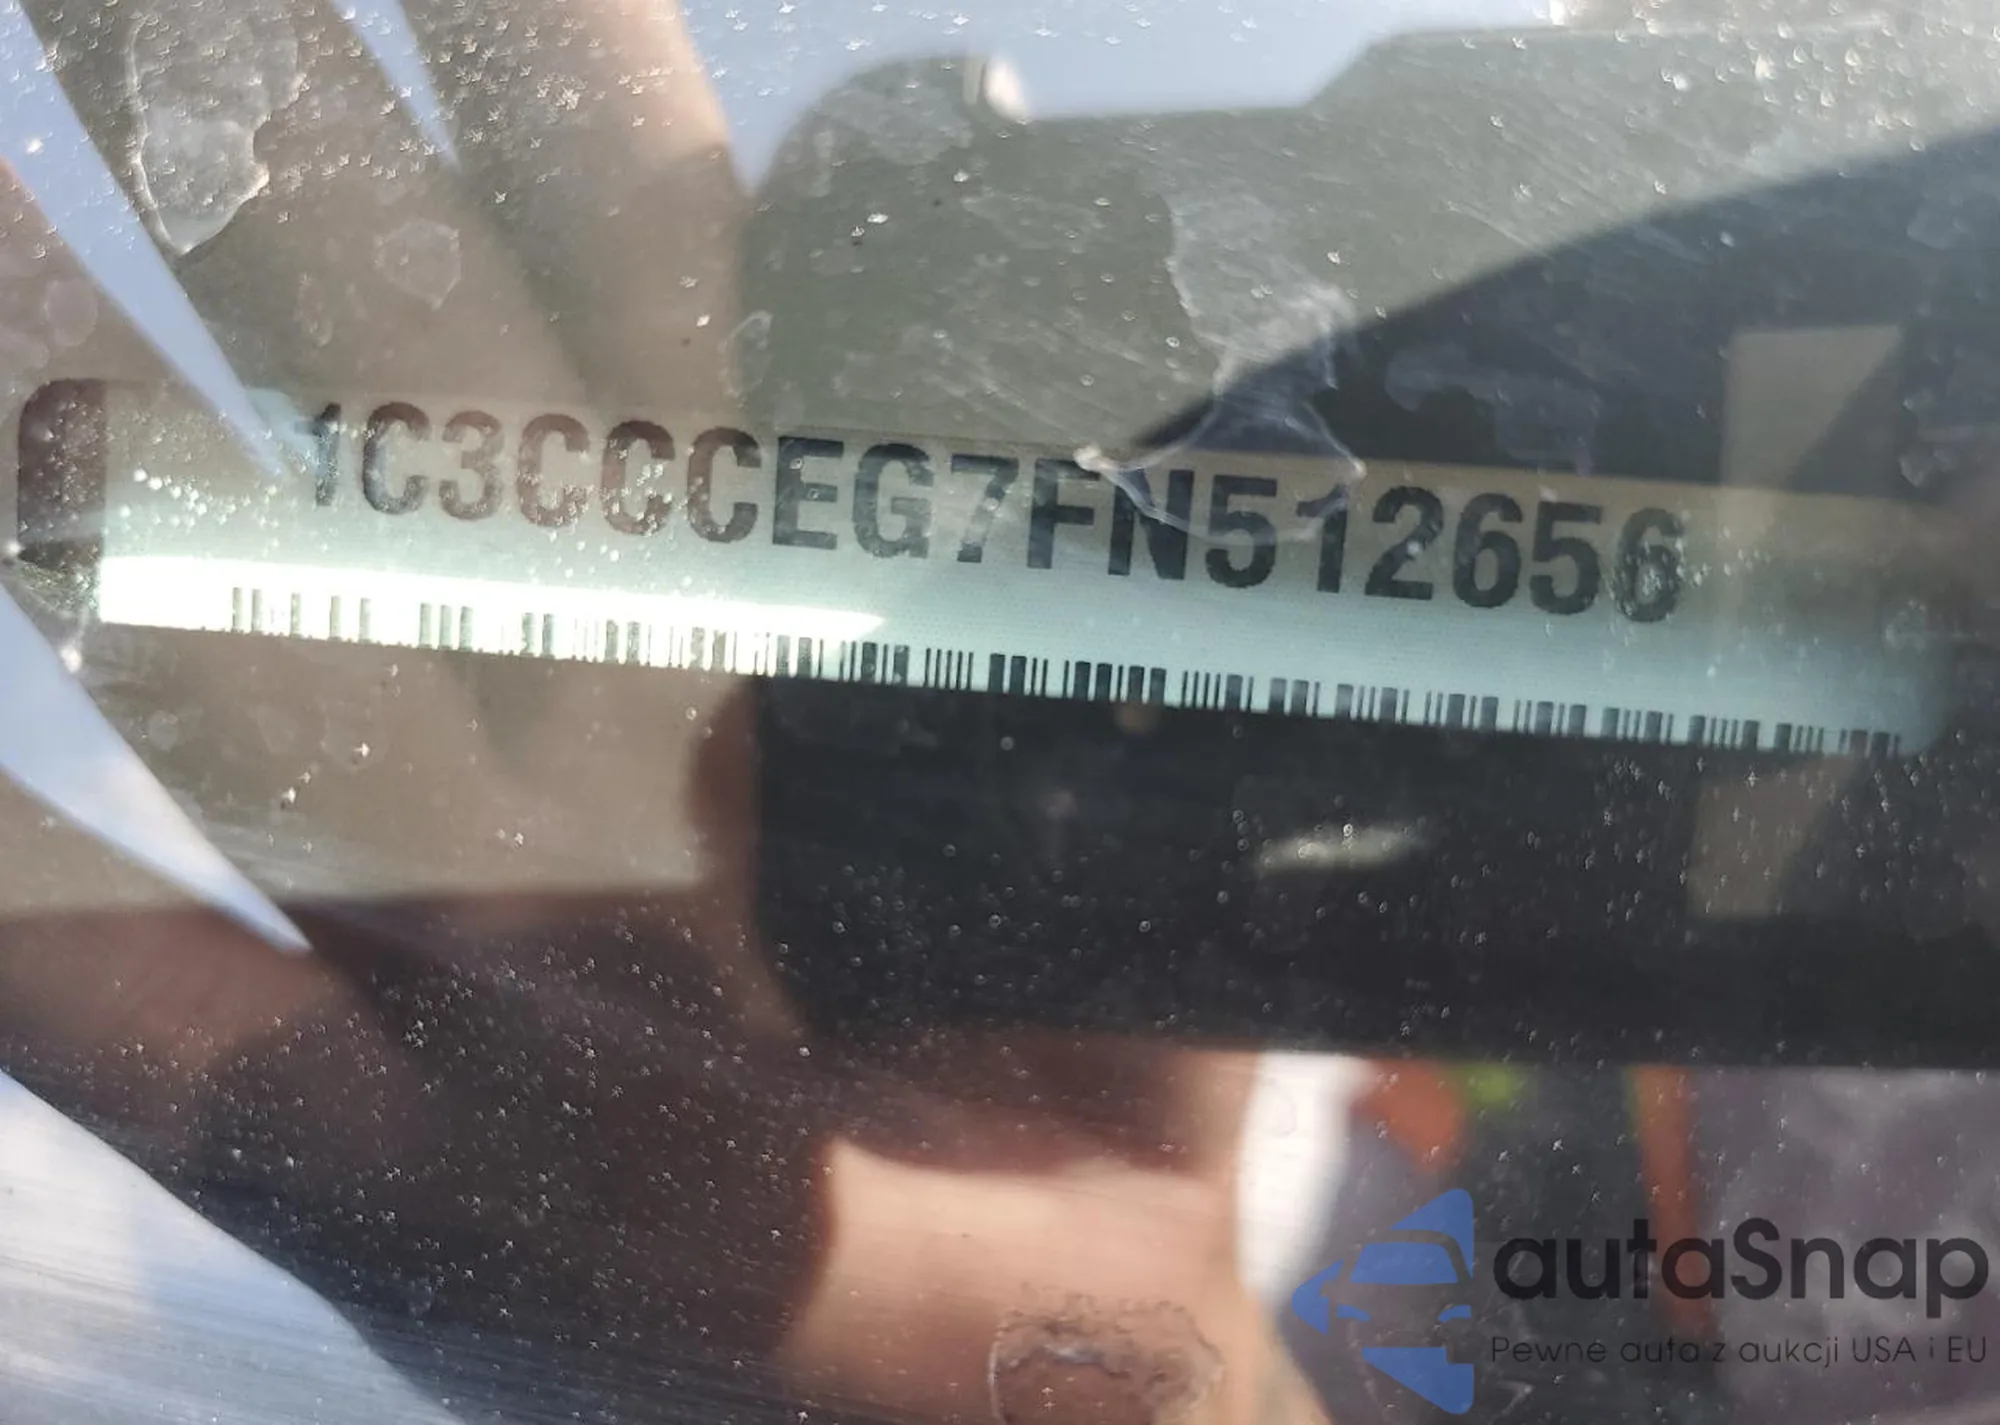 1C3CCCEG7FN512656
autaSnap
Pewne auta z aukcji USA i EU